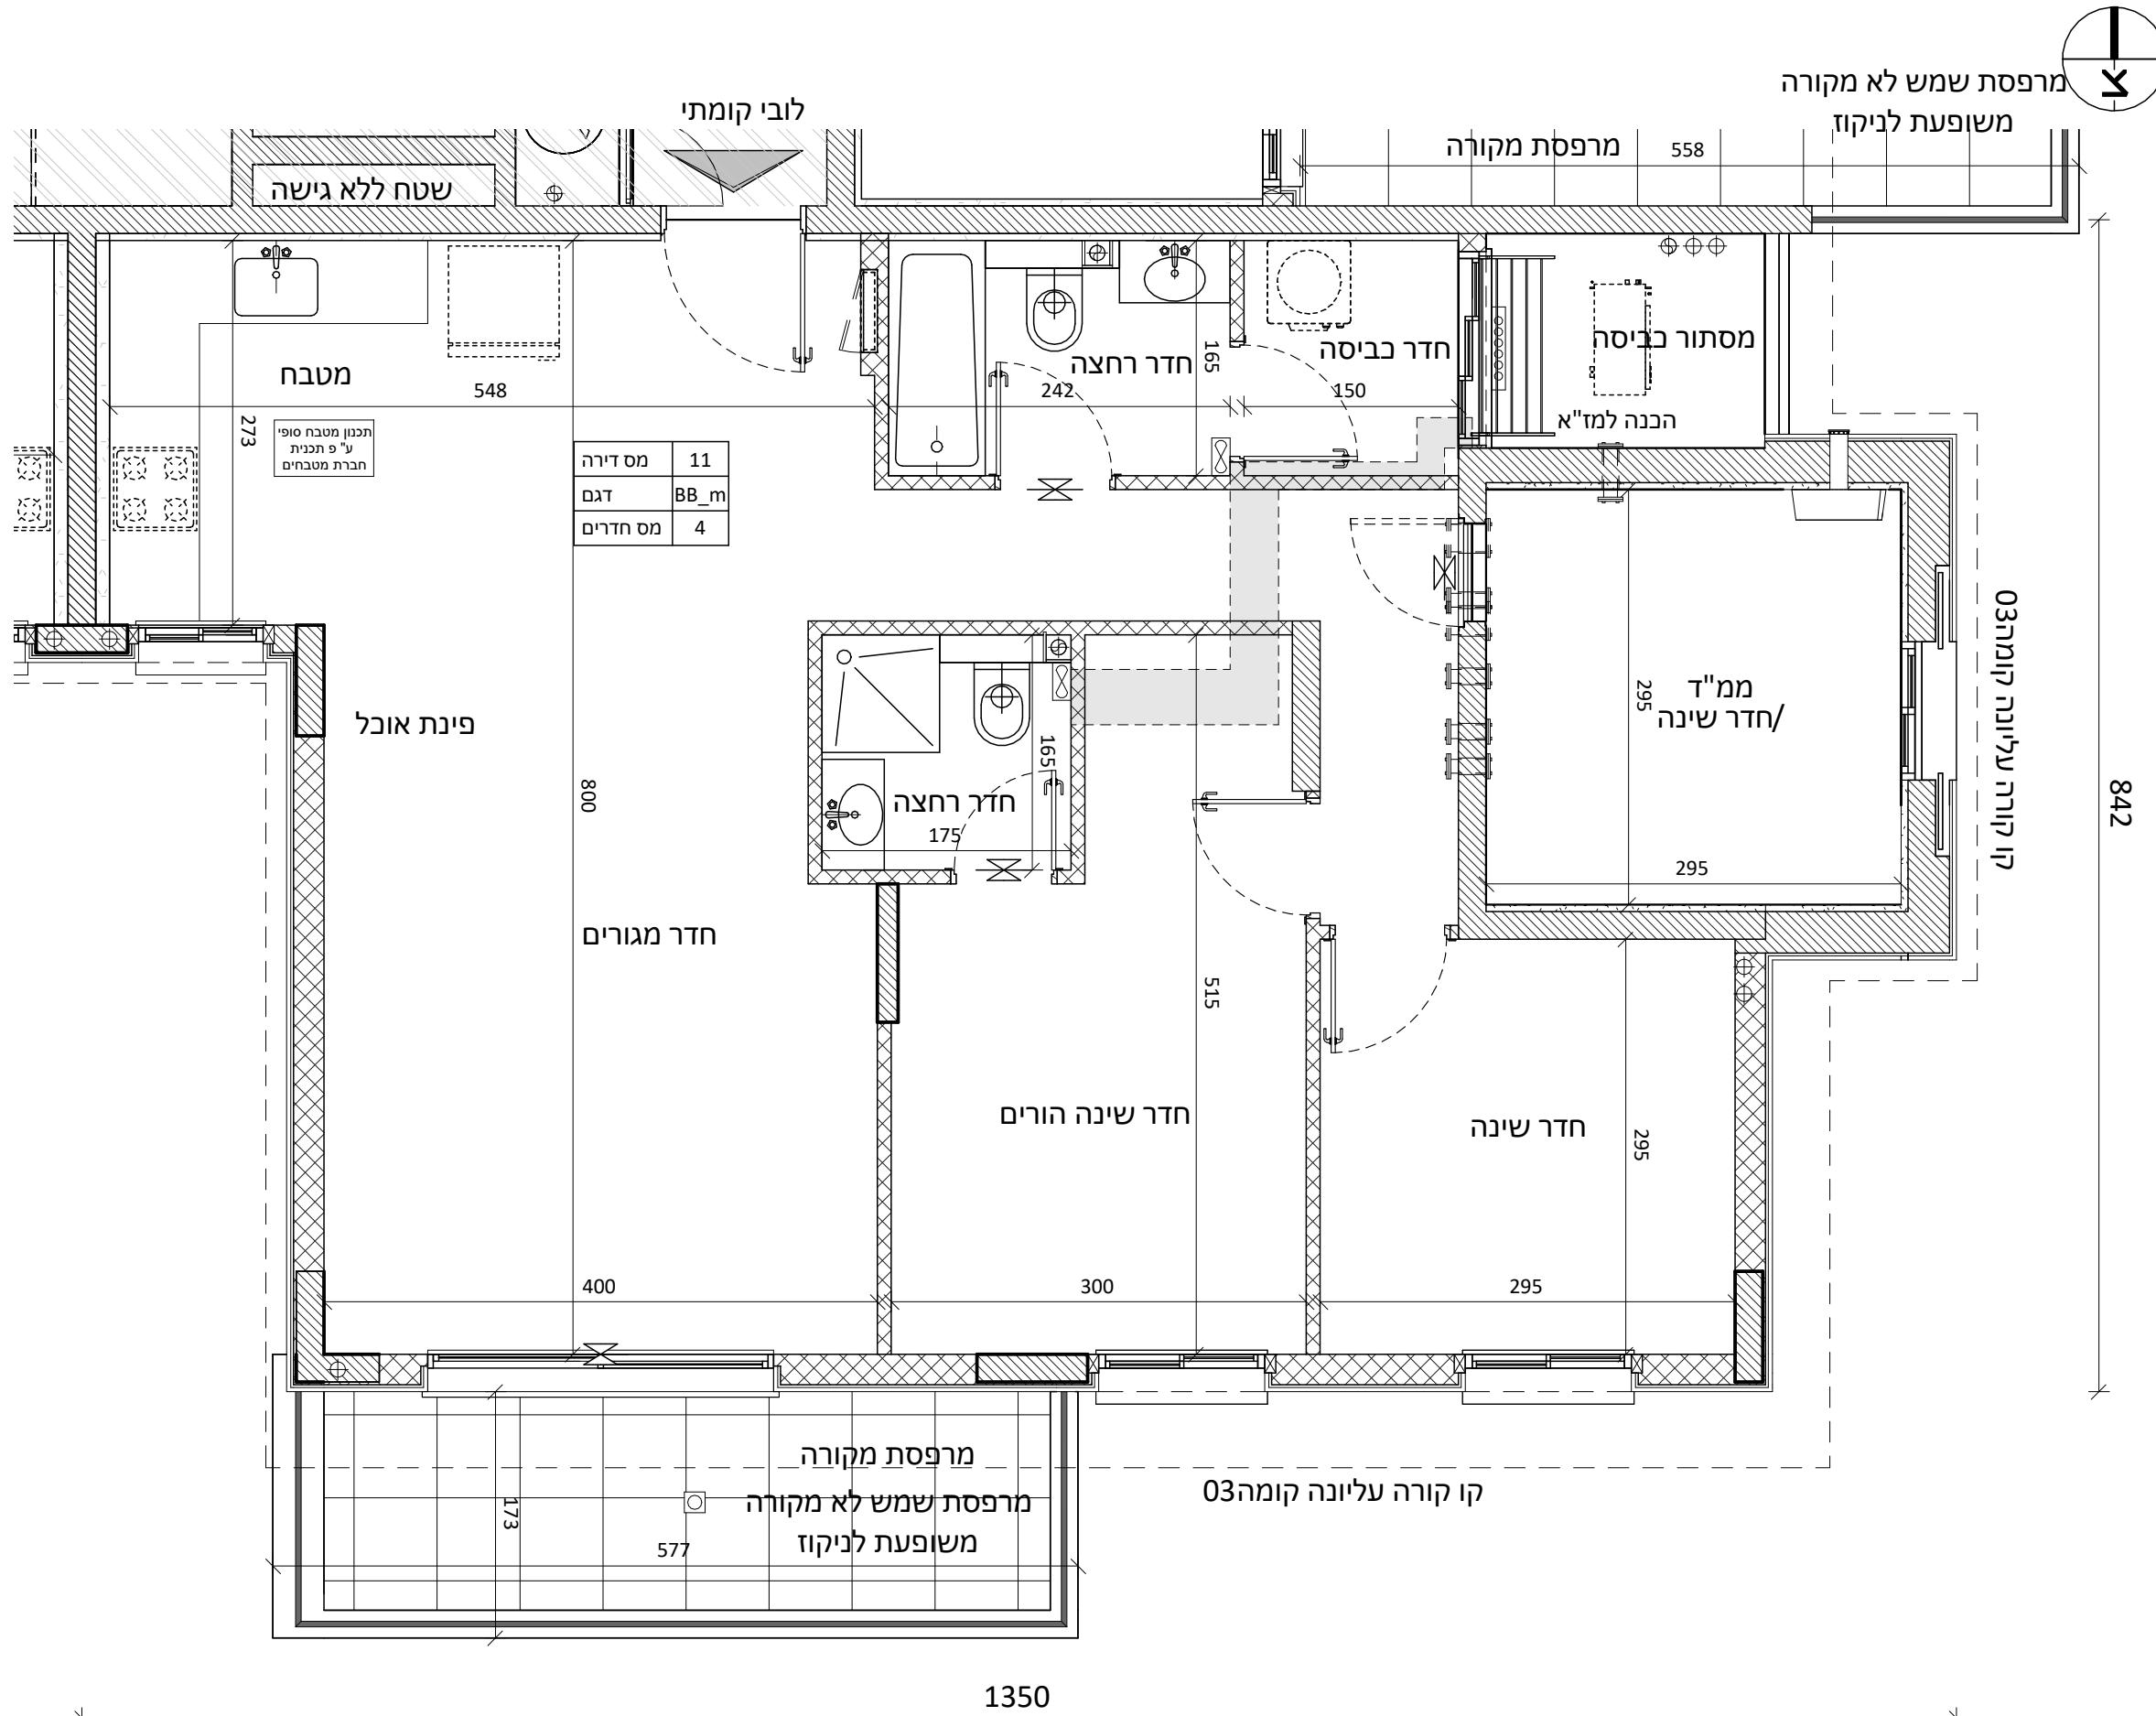 צ
מרפסת שמש לא מקורה
משופעת לניקוז
לובי קומתי
מרפסת מקורה
558
שטח ללא גישה
מטבח
548
273
תכנון מטבח סופי
ע"פ תכנית
חברת מטבחים
מס דירה 11
דגם BB_m
מס חדרים 4
חדר רחצה
165
242
חדר כביסה
150
מסתור כביסה
הכנה למז"א
ממ"ד
/חדר שינה
295
295
קו קורה עליונה קומה03
842
פינת אוכל
800
חדר רחצה
165
175
חדר מגורים
515
חדר שינה הורים
חדר שינה
295
400
300
295
מרפסת מקורה
מרפסת שמש לא מקורה
משופעת לניקוז
173
577
קו קורה עליונה קומה03
1350